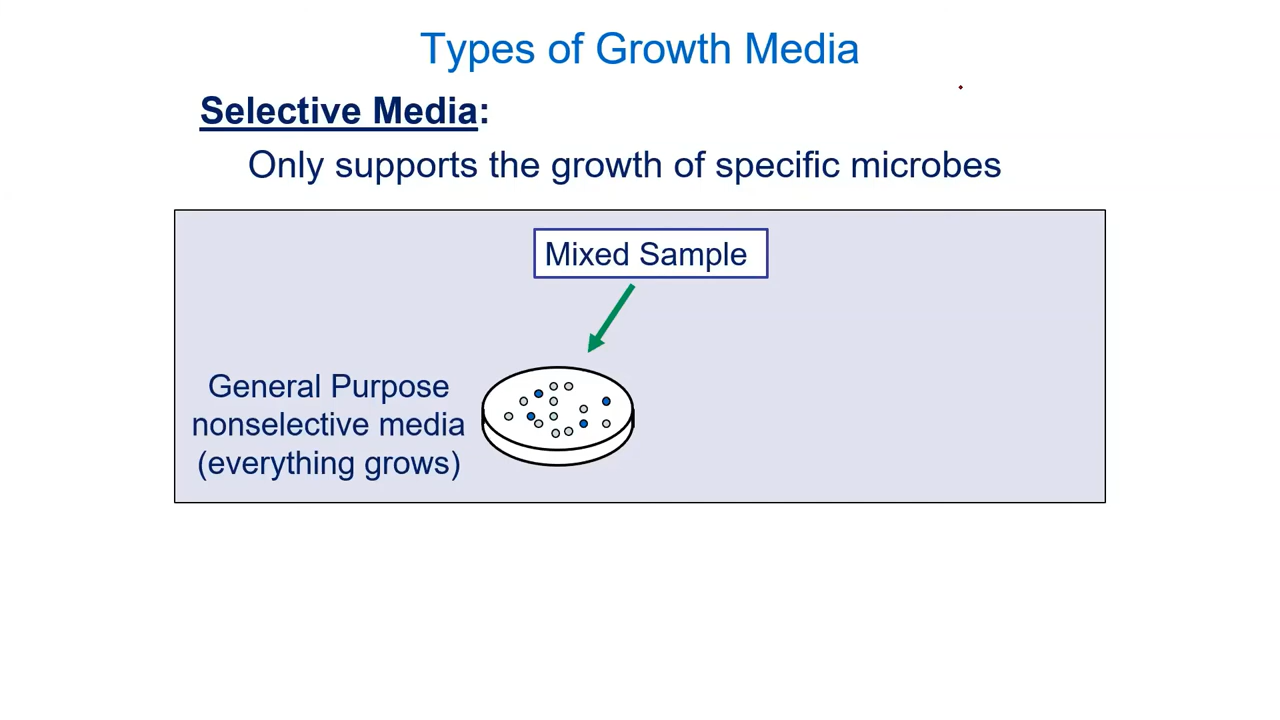 Types of Growth Media
Selective Media:
Only supports the growth of specific microbes
Mixed Sample
General Purpose
nonselective media
(everything grows)